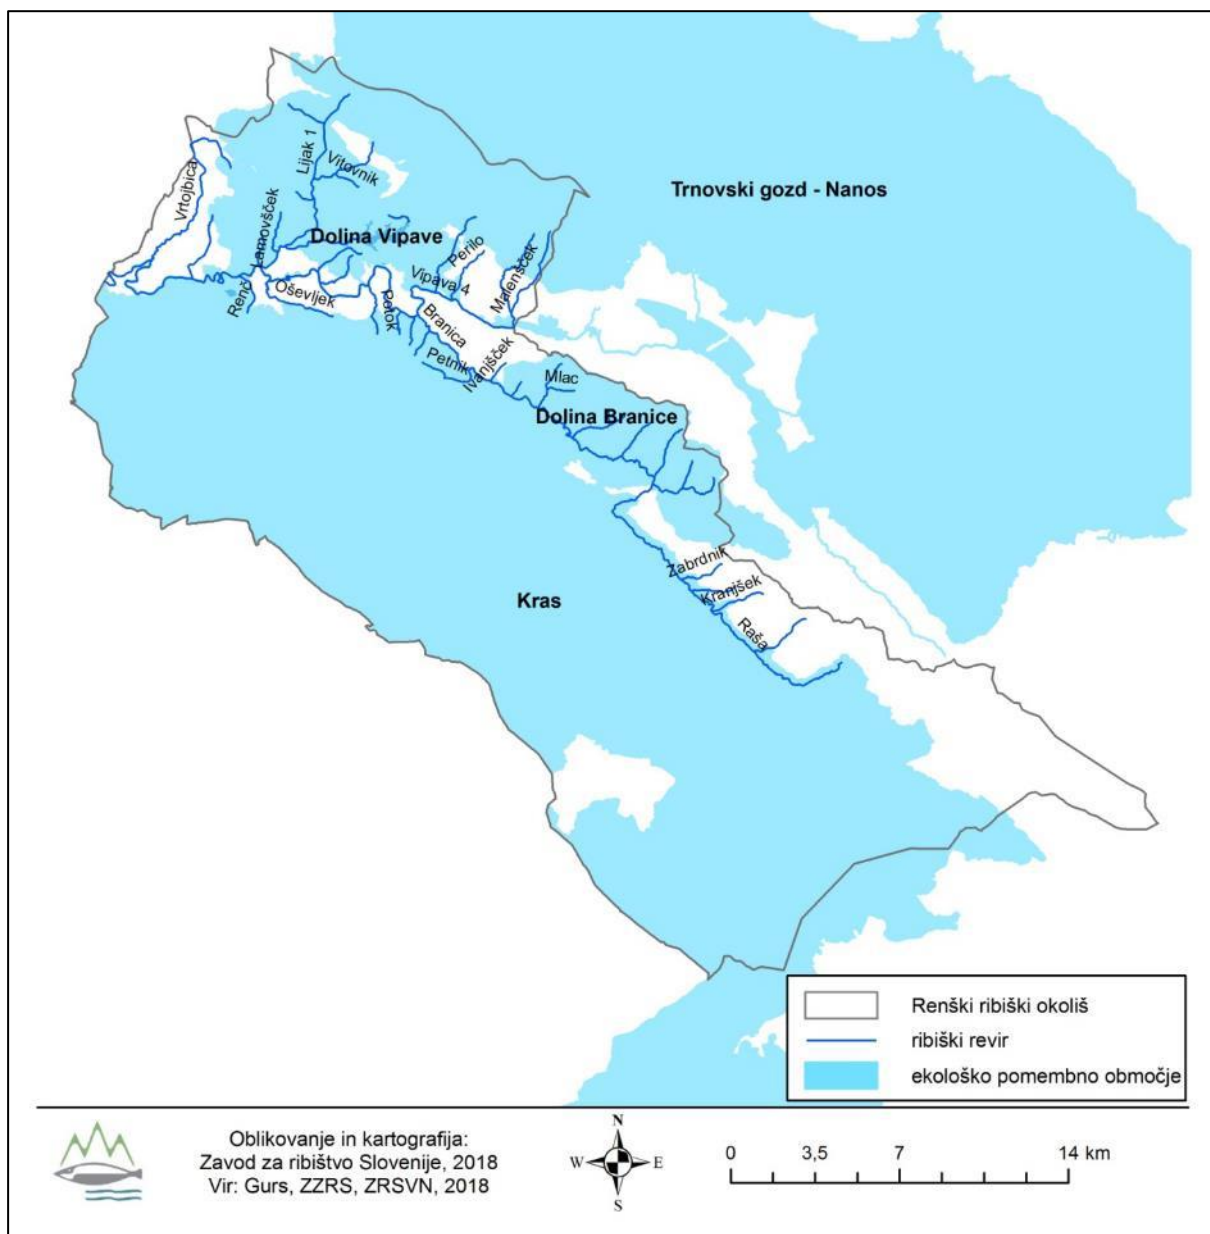 Trnovski gozd - Nanos
Vrtojbica
Lijak 1
Vitovnik
Lamovšček
Dolina Vipave
Perilo
Malenšček
Vipava 4
Renč
Oševljek
Potok
Branica
Petnik
Ivanjšček
Mlac
Dolina Branice
Zabrdnik
Kranjšek
Raša
Kras
Renški ribiški okoliš
ribiški revir
ekološko pomembno območje
Oblikovanje in kartografija:
Zavod za ribištvo Slovenije, 2018
Vir: Gurs, ZZRS, ZRSVN, 2018
N
W E
S
0 3,5 7 14 km